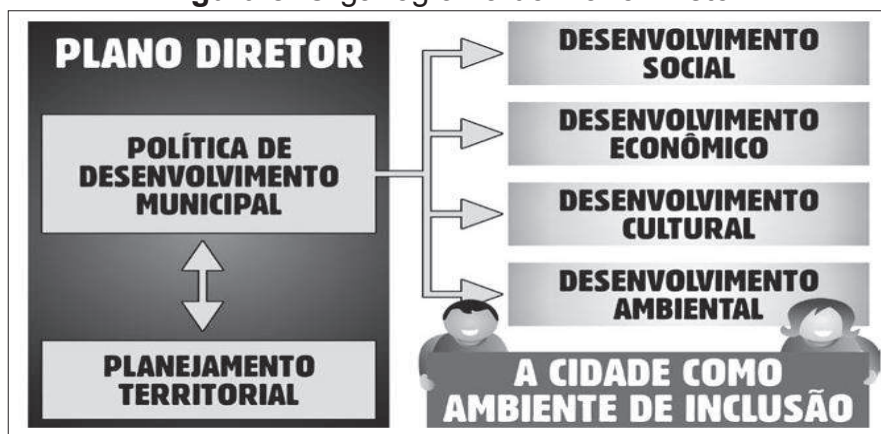 PLANO DIRETOR
POLÍTICA DE
DESENVOLVIMENTO
MUNICIPAL
PLANEJAMENTO
TERRITORIAL
DESENVOLVIMENTO
SOCIAL
DESENVOLVIMENTO
ECONÔMICO
DESENVOLVIMENTO
CULTURAL
DESENVOLVIMENTO
AMBIENTAL
A CIDADE COMO
AMBIENTE DE INCLUSÃO